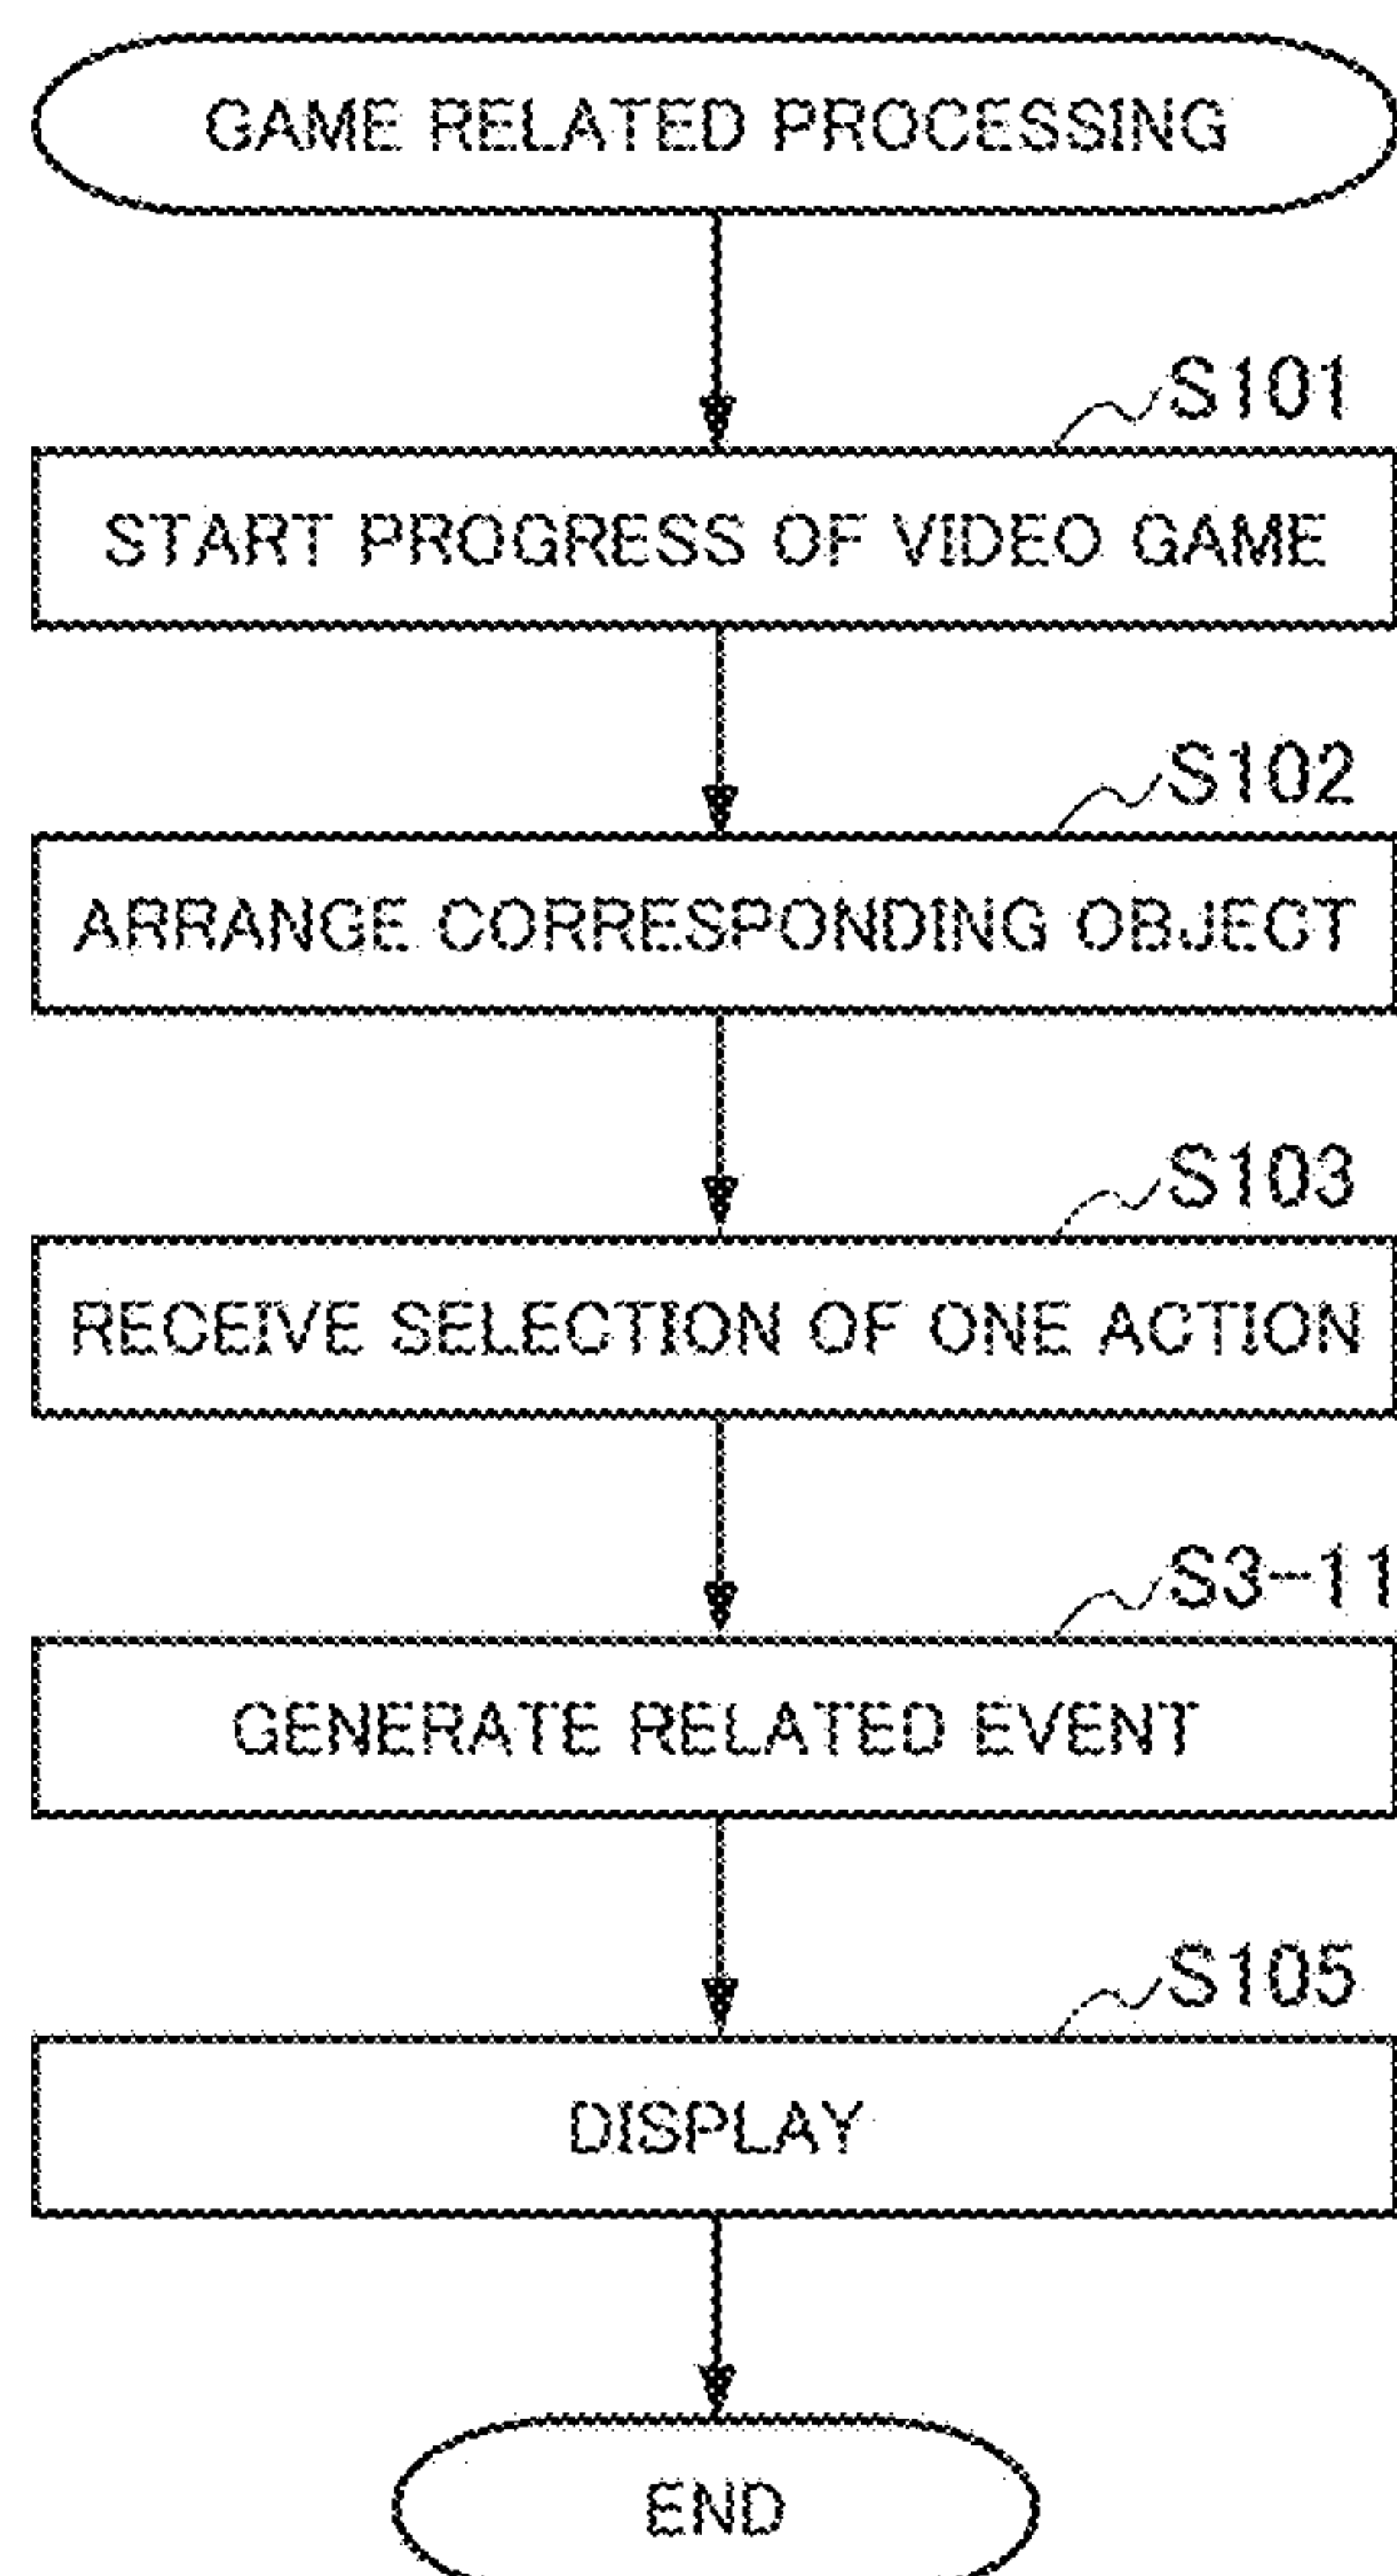 GAME RELATED PROCESSING
S101
START PROGRESS OF VIDEO GAME
S102
ARRANGE CORRESPONDING OBJECT
S103
RECEIVE SELECTION OF ONE ACTION
S3-11
GENERATE RELATED EVENT
S105
DISPLAY
END